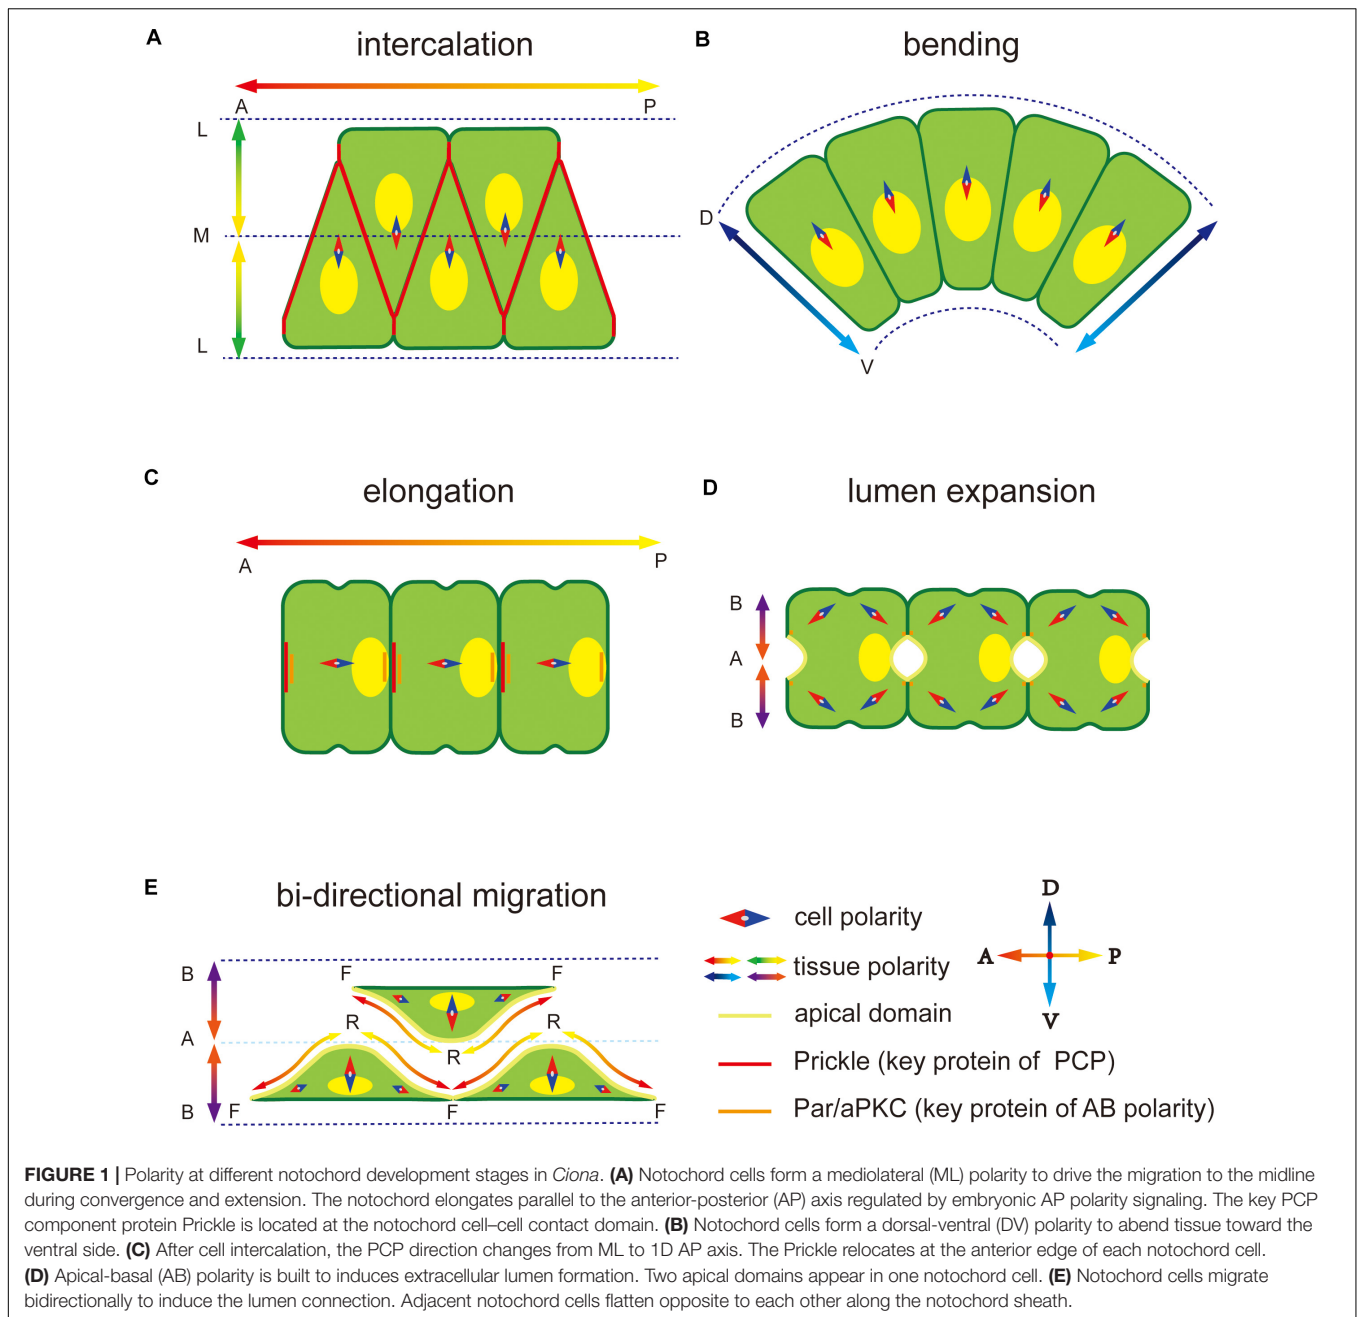 A
intercalation
A
P
L
M
L
B
bending
D
V
C
elongation
A
P
D
lumen expansion
B
A
B
E
bi-directional migration
B
A
B
F
F
R
R
R
F
F
F
cell polarity
tissue polarity
apical domain
Prickle (key protein of PCP)
Par/aPKC (key protein of AB polarity)
D
A
P
V
FIGURE 1 | Polarity at different notochord development stages in Ciona. (A) Notochord cells form a mediolateral (ML) polarity to drive the migration to the midline
during convergence and extension. The notochord elongates parallel to the anterior-posterior (AP) axis regulated by embryonic AP polarity signaling. The key PCP
component protein Prickle is located at the notochord cell–cell contact domain. (B) Notochord cells form a dorsal-ventral (DV) polarity to abend tissue toward the
ventral side. (C) After cell intercalation, the PCP direction changes from ML to 1D AP axis. The Prickle relocates at the anterior edge of each notochord cell.
(D) Apical-basal (AB) polarity is built to induces extracellular lumen formation. Two apical domains appear in one notochord cell. (E) Notochord cells migrate
bidirectionally to induce the lumen connection. Adjacent notochord cells flatten opposite to each other along the notochord sheath.